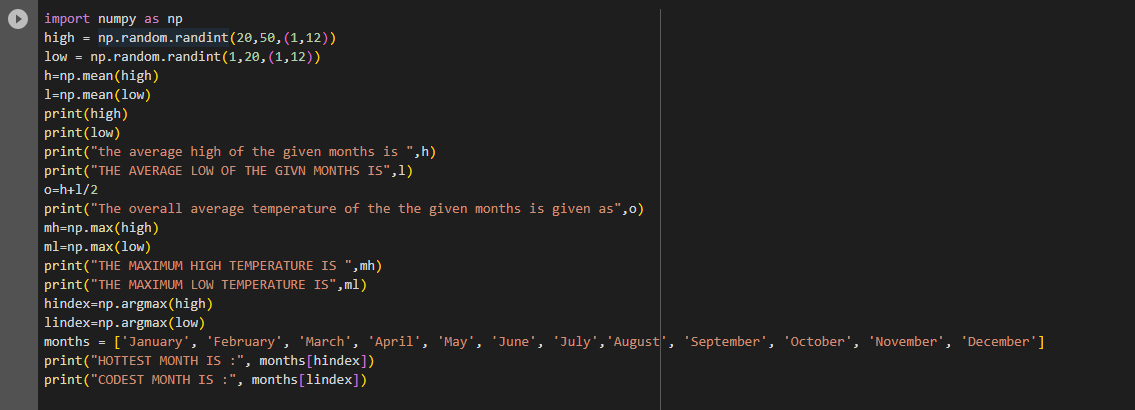 import numpy as np
high = np.random.randint(20,50,(1,12))
low = np.random.randint(1,20,(1,12))
h=np.mean(high)
l=np.mean(low)
print(high)
print(low)
print("the average high of the given months is ",h)
print("THE AVERAGE LOW OF THE GIVN MONTHS IS",l)
o=h+l/2
print("The overall average temperature of the the given months is given as",o)
mh=np.max(high)
ml=np.max(low)
print("THE MAXIMUM HIGH TEMPERATURE IS ",mh)
print("THE MAXIMUM LOW TEMPERATURE IS",ml)
hindex=np.argmax(high)
lindex=np.argmax(low)
months = ['January', 'February', 'March', 'April', 'May', 'June', 'July','August', 'September', 'October', 'November', 'December']
print("HOTTEST MONTH IS :", months[hindex])
print("CODEST MONTH IS :", months[lindex])